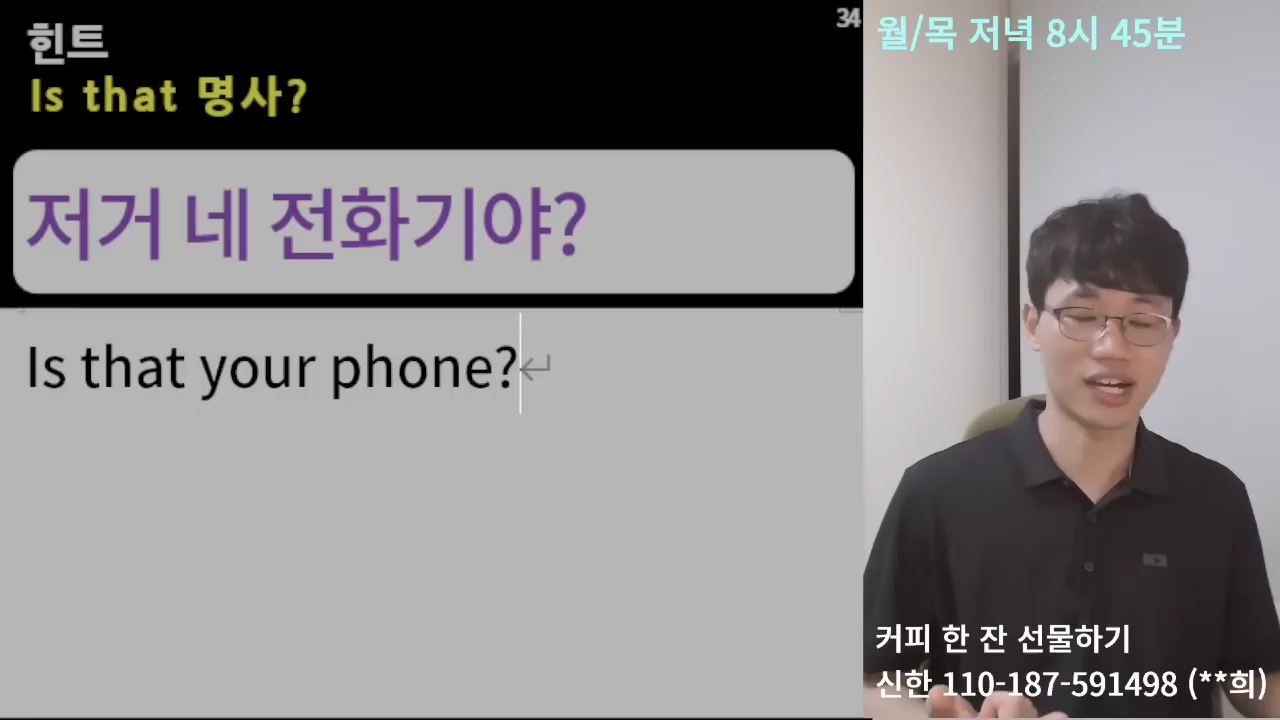 힌트
Is that 명사?
34
저거 네 전화기야?
Is that your phone?↵
월/목 저녁 8시 45분
커피 한 잔 선물하기
신한 110-187-591498 (**희)